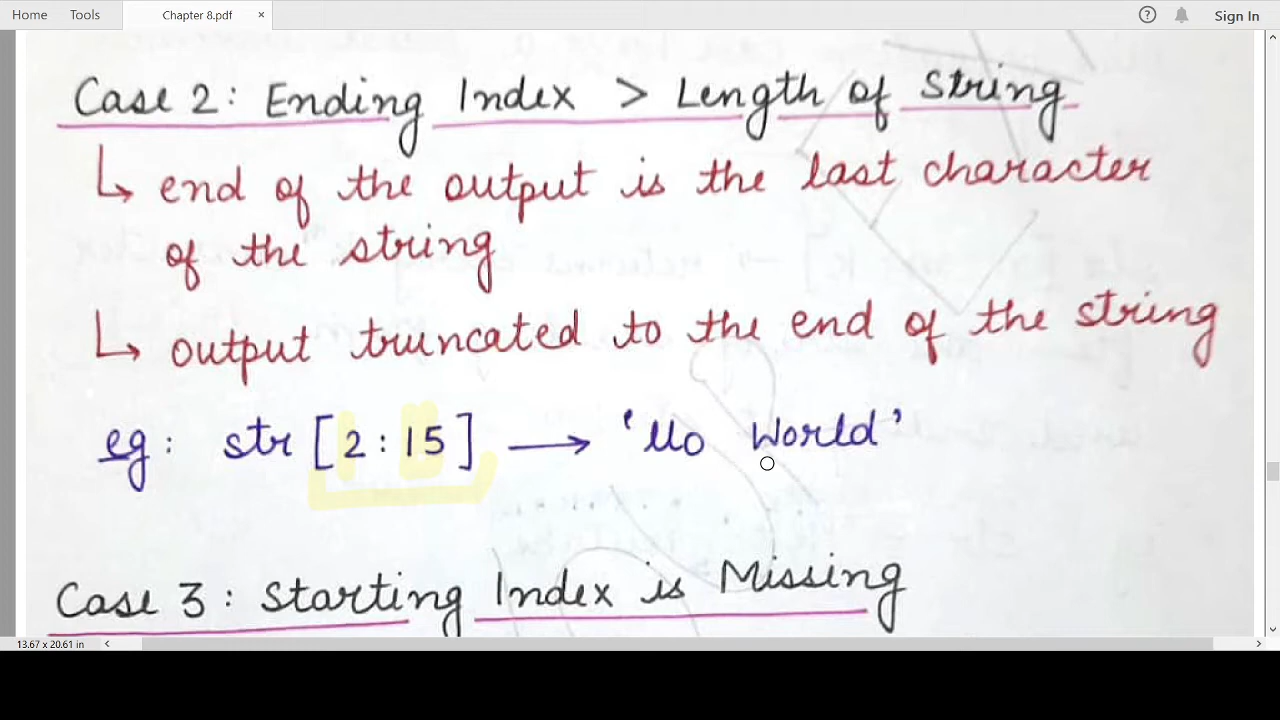 Home Tools Chapter 8.pdf × ? Sign In
Case 2: Ending Index > Length of String
↳ end of the output is the last character
of the string
↳ output truncated to the end of the string
eg: str [2:15] → 'llo World'
Case 3: Starting Index is Missing
13.67 x 20.61 in